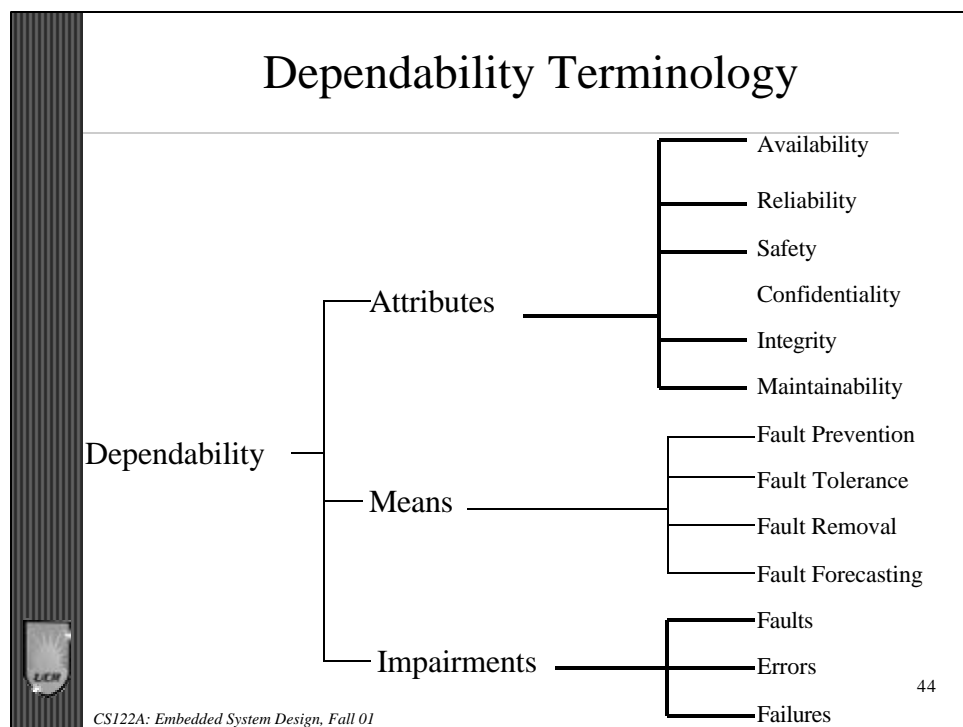 Dependability Terminology
Availability
Reliability
Safety
Attributes
Confidentiality
Integrity
Maintainability
Dependability
Fault Prevention
Means
Fault Tolerance
Fault Removal
Fault Forecasting
Impairments
Faults
Errors
Failures
44
UCR
CS122A: Embedded System Design, Fall 01